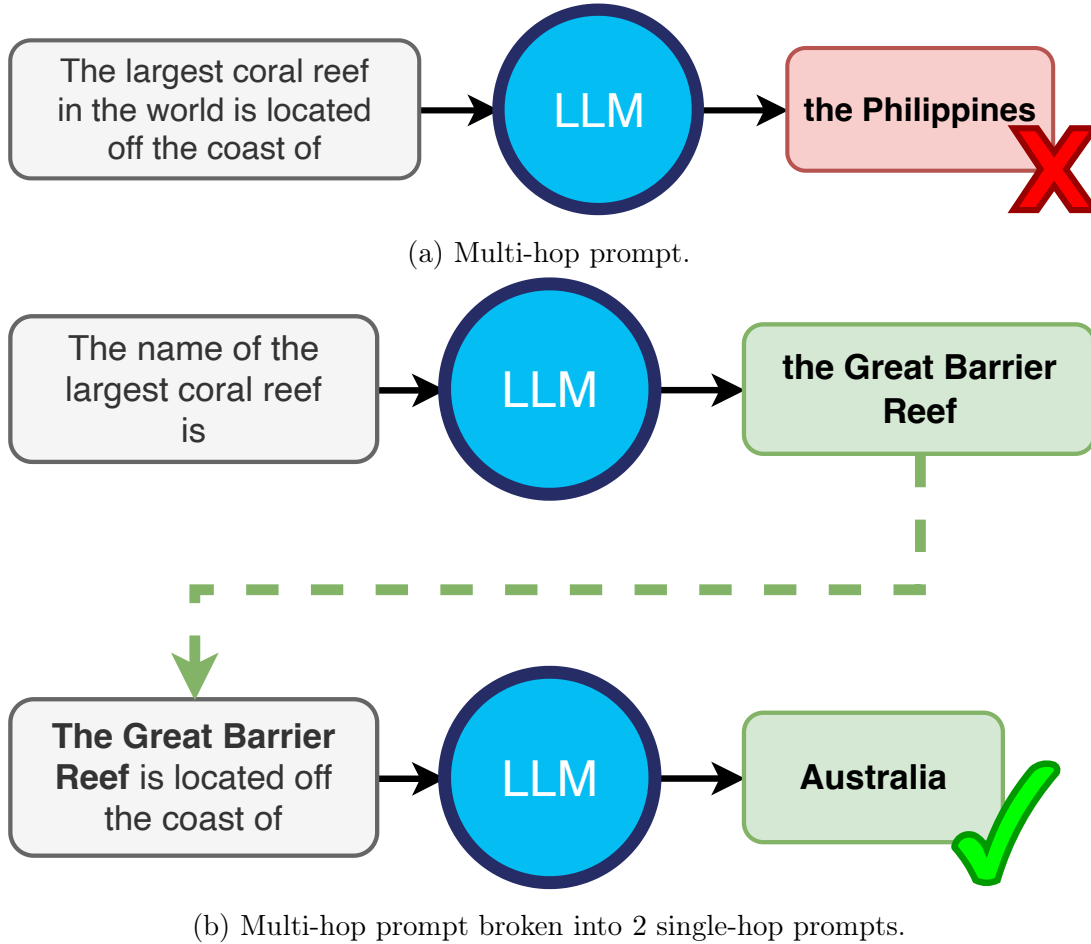 The largest coral reef
in the world is located
off the coast of
LLM
the Philippines
X
(a) Multi-hop prompt.
The name of the
largest coral reef
is
LLM
the Great Barrier
Reef
The Great Barrier
Reef is located off
the coast of
LLM
Australia
(b) Multi-hop prompt broken into 2 single-hop prompts.